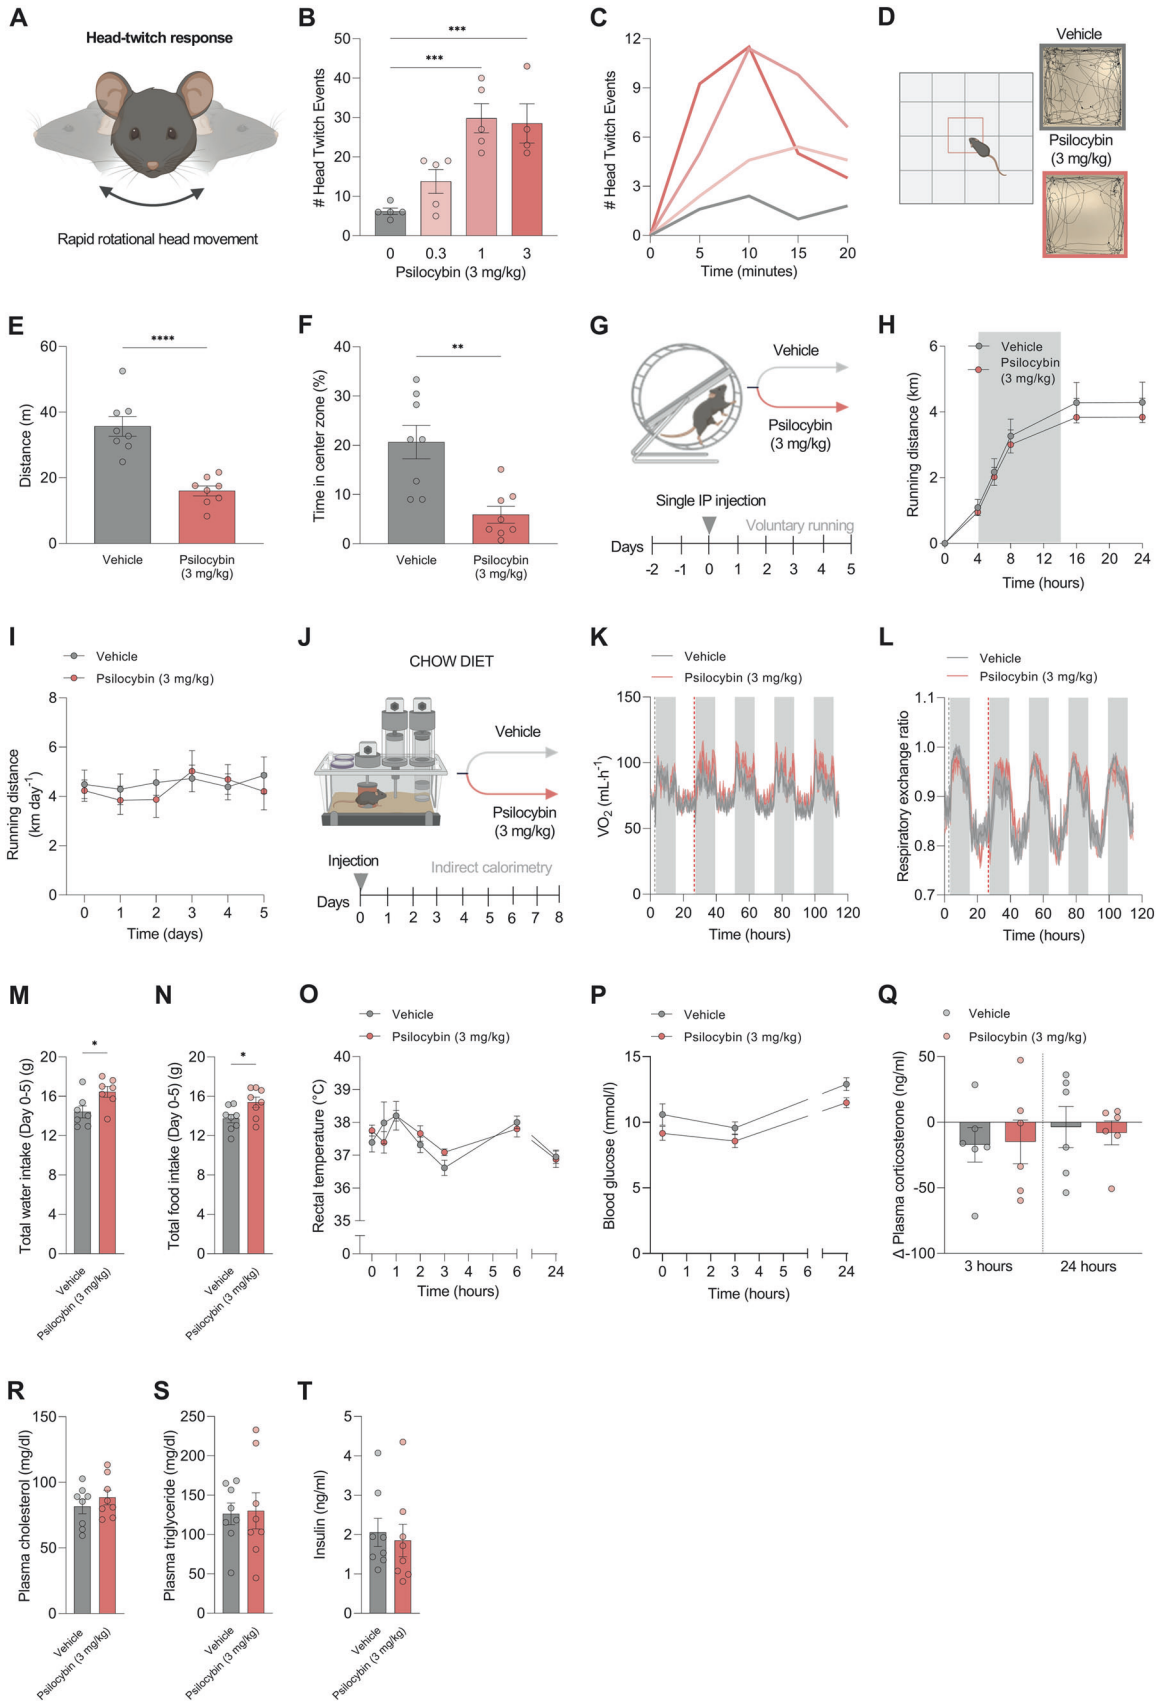 A
Head-twitch response
Rapid rotational head movement
B
***
***
# Head Twitch Events
50
40
30
20
10
0
0 0.3 1 3
Psilocybin (3 mg/kg)
C
# Head Twitch Events
12
9
6
3
0
0 5 10 15 20
Time (minutes)
D
Vehicle
Psilocybin
(3 mg/kg)
E
****
Distance (m)
60
40
20
0
Vehicle
Psilocybin
(3 mg/kg)
F
**
Time in center zone (%)
40
30
20
10
0
Vehicle
Psilocybin
(3 mg/kg)
G
Vehicle
Psilocybin
(3 mg/kg)
Single IP injection
Voluntary running
Days
-2 -1 0 1 2 3 4 5
H
Vehicle
Psilocybin
(3 mg/kg)
Running distance (km)
6
4
2
0
0 4 6 8 16 24
Time (hours)
I
Vehicle
Psilocybin (3 mg/kg)
Running distance
(km day-1)
8
6
4
2
0
0 1 2 3 4 5
Time (days)
J
CHOW DIET
Vehicle
Psilocybin
(3 mg/kg)
Injection
Indirect calorimetry
Days
0 1 2 3 4 5 6 7 8
K
Vehicle
Psilocybin (3 mg/kg)
VO2 (mL·h-1)
150
100
50
0
0 20 40 60 80 100 120
Time (hours)
L
Vehicle
Psilocybin (3 mg/kg)
Respiratory exchange ratio
1.1
1.0
0.9
0.8
0.7
0 20 40 60 80 100 120
Time (hours)
M
*
Total water intake (Day 0-5) (g)
20
16
12
8
4
0
Vehicle
Psilocybin (3 mg/kg)
N
*
Total food intake (Day 0-5) (g)
20
16
12
8
4
0
Vehicle
Psilocybin (3 mg/kg)
O
Vehicle
Psilocybin (3 mg/kg)
Rectal temperature (°C)
40
38
37
36
35
0
0 1 2 3 6 24
Time (hours)
P
Vehicle
Psilocybin (3 mg/kg)
Blood glucose (mmol/l)
15
10
5
0
0 1 2 3 1 2 6 24
Time (hours)
Q
Vehicle
Psilocybin (3 mg/kg)
Δ Plasma corticosterone (ng/ml)
50
0
-50
-100
3 hours
24 hours
R
Plasma cholesterol (mg/dl)
150
100
50
0
Vehicle
Psilocybin (3 mg/kg)
S
Plasma triglyceride (mg/dl)
250
200
150
100
50
0
Vehicle
Psilocybin (3 mg/kg)
T
Insulin (ng/ml)
5
4
3
2
1
0
Vehicle
Psilocybin (3 mg/kg)